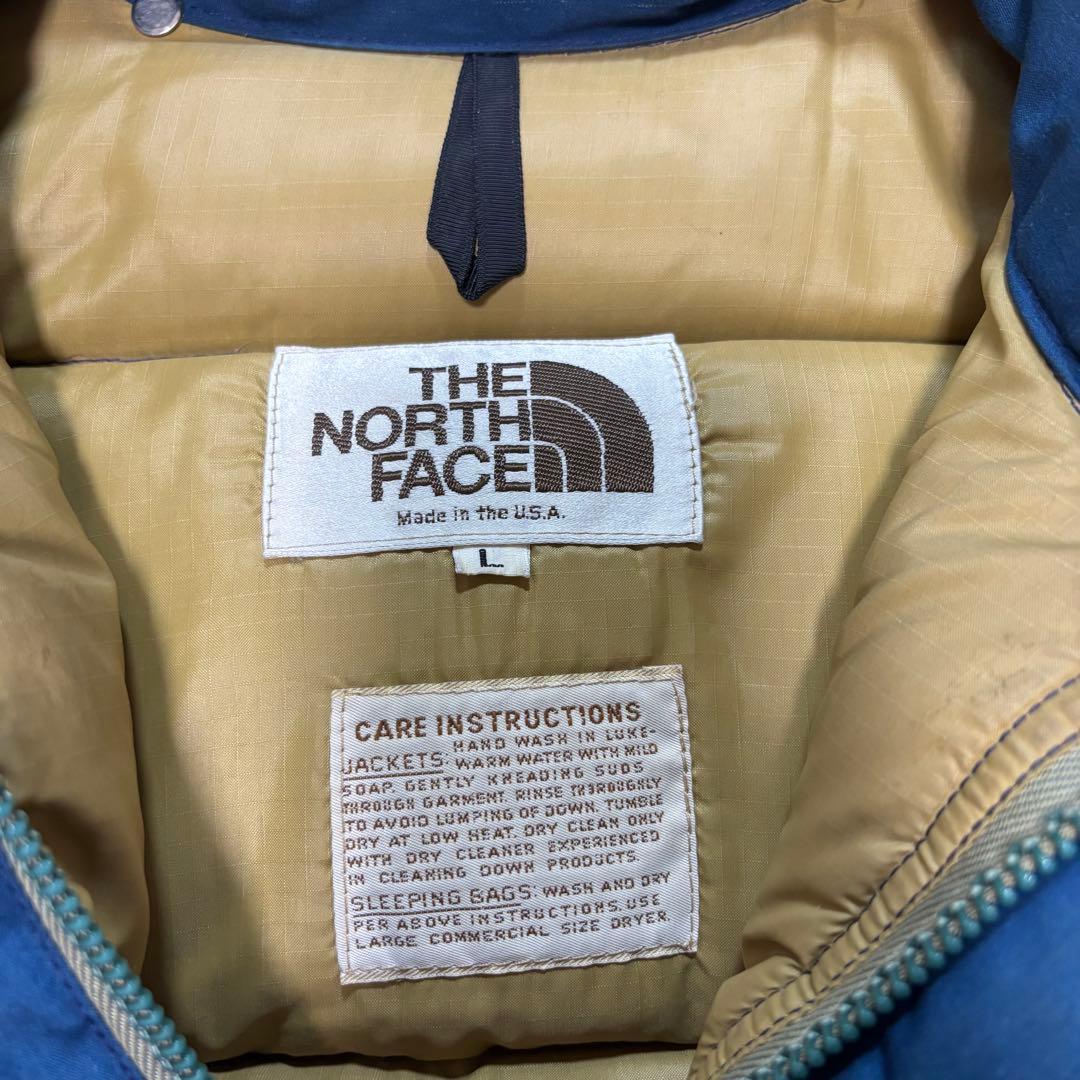 THE
NORTH
FACE
Made in the U.S.A.
L
CARE INSTRUCTIONS
JACKETS: HAND WASH IN LUKE-
WARM WATER WITH MILD
SOAP. GENTLY KNEADING SUDS
THROUGH GARMENT. RINSE THOROUGHLY
TO AVOID LUMPING OF DOWN. TUMBLE
DRY AT LOW HEAT. DRY CLEAN ONLY
WITH DRY CLEANER EXPERIENCED
IN CLEANING DOWN PRODUCTS.
SLEEPING BAGS: WASH AND DRY
PER ABOVE INSTRUCTIONS. USE
LARGE COMMERCIAL SIZE DRYER.